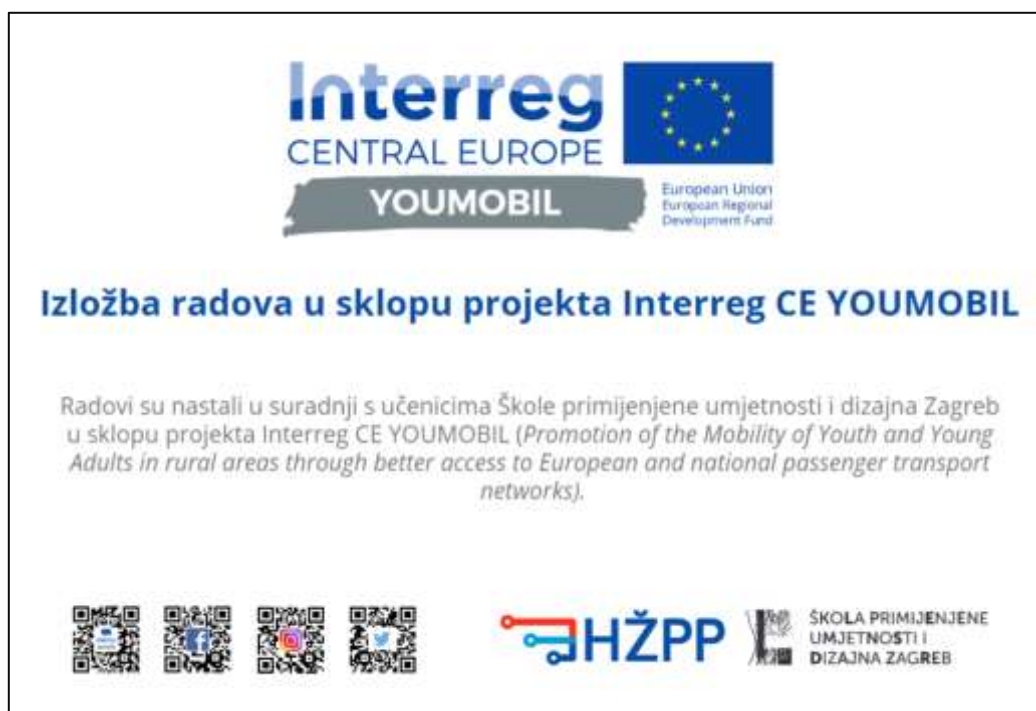 Interreg
CENTRAL EUROPE
YOUMOBIL
European Union
European Regional
Development Fund
Izložba radova u sklopu projekta Interreg CE YOUMOBIL
Radovi su nastali u suradnji s učenicima Škole primijenjene umjetnosti i dizajna Zagreb
u sklopu projekta Interreg CE YOUMOBIL (Promotion of the Mobility of Youth and Young
Adults in rural areas through better access to European and national passenger transport
networks).
HŽPP
ŠKOLA PRIMIJENJENE
UMJETNOSTI I
DIZAJNA ZAGREB